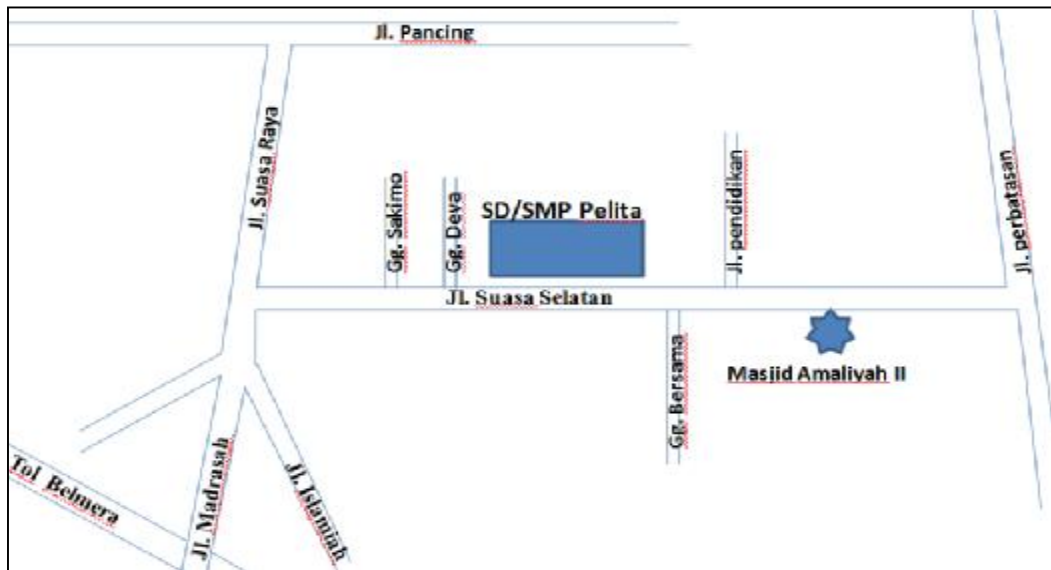 Jl. Pancing
Jl. Suasa Raya
Gg. Sakimo
Gg. Deva
SD/SMP Pelita
Jl. pendidikan
Jl. perbatasan
Jl. Suasa Selatan
Gg. Bersama
Masjid Amaliyah II
Tol Belmera
Jl. Madrasah
Jl. Islamiah